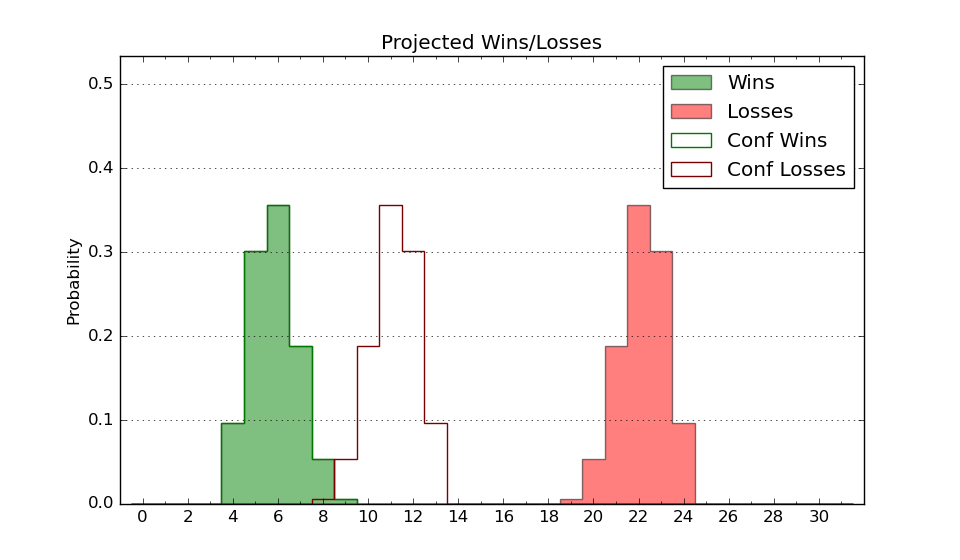 Projected Wins/Losses
Wins
Losses
Conf Wins
Conf Losses
Probability
0.5
0.4
0.3
0.2
0.1
0.0
0 2 4 6 8 10 12 14 16 18 20 22 24 26 28 30